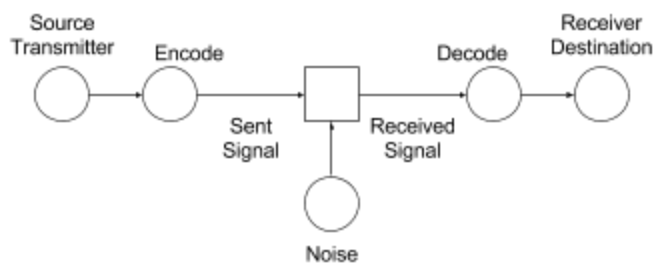 Source
Transmitter
Encode
Decode
Receiver
Destination
Sent
Signal
Received
Signal
Noise